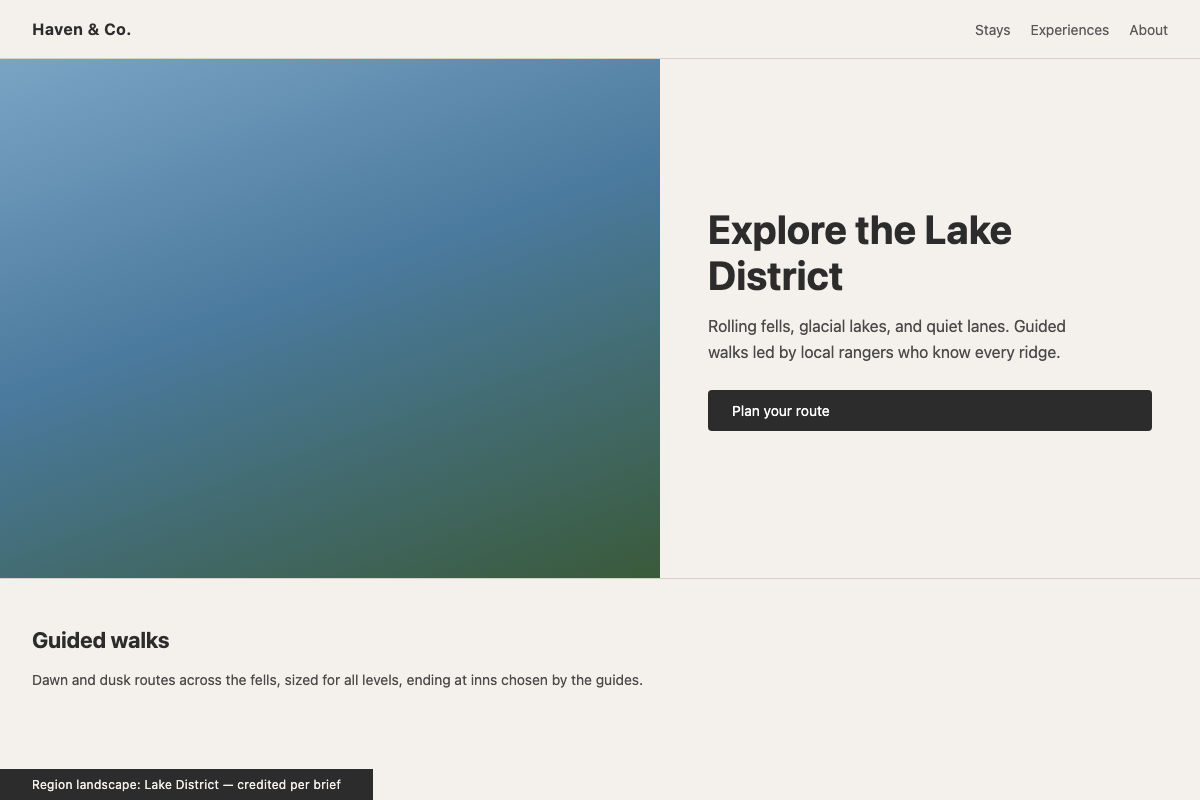 Haven & Co.
Stays Experiences About
Explore the Lake
District
Rolling fells, glacial lakes, and quiet lanes. Guided
walks led by local rangers who know every ridge.
Plan your route
Guided walks
Dawn and dusk routes across the fells, sized for all levels, ending at inns chosen by the guides.
Region landscape: Lake District — credited per brief